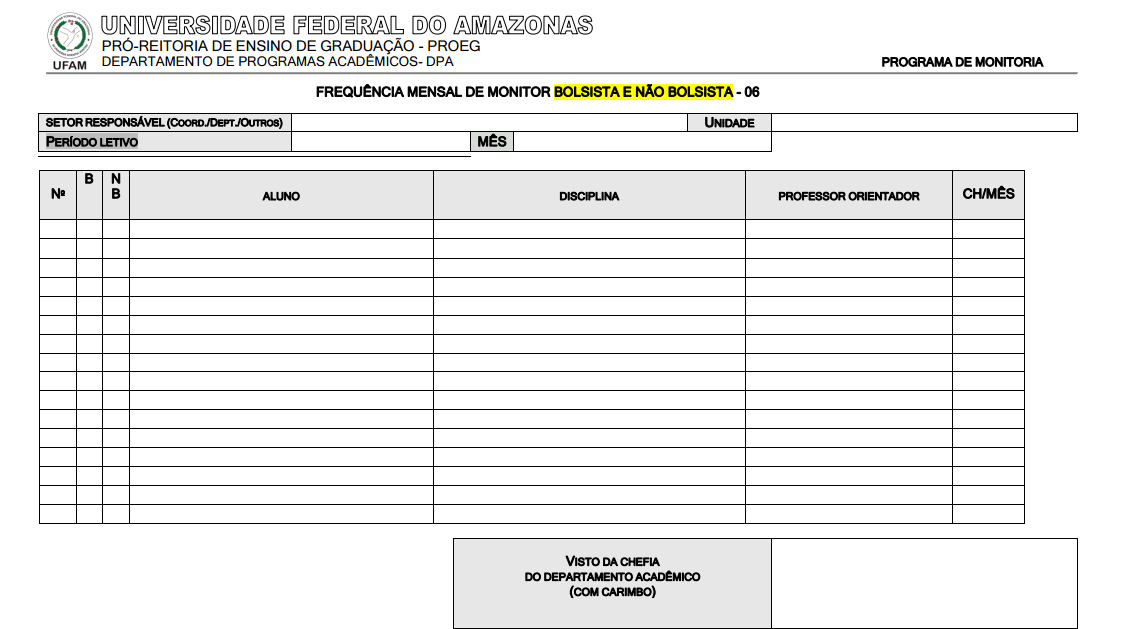 UNIVERSIDADE FEDERAL DO AMAZONAS
PRÓ-REITORIA DE ENSINO DE GRADUAÇÃO - PROEG
DEPARTAMENTO DE PROGRAMAS ACADÊMICOS- DPA
UFAM
PROGRAMA DE MONITORIA
FREQUÊNCIA MENSAL DE MONITOR BOLSISTA E NÃO BOLSISTA - 06
SETOR RESPONSÁVEL (COORD./DEPT./OUTROS) UNIDADE
PERÍODO LETIVO MÊS
Nº B NB ALUNO DISCIPLINA PROFESSOR ORIENTADOR CH/MÊS
VISTO DA CHEFIA
DO DEPARTAMENTO ACADÊMICO
(COM CARIMBO)